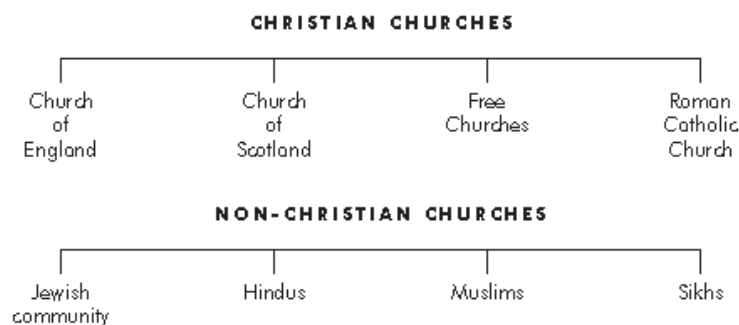 CHRISTIAN CHURCHES
Church
of
England
Church
of
Scotland
Free
Churches
Roman
Catholic
Church
NON-CHRISTIAN CHURCHES
Jewish
community
Hindus
Muslims
Sikhs